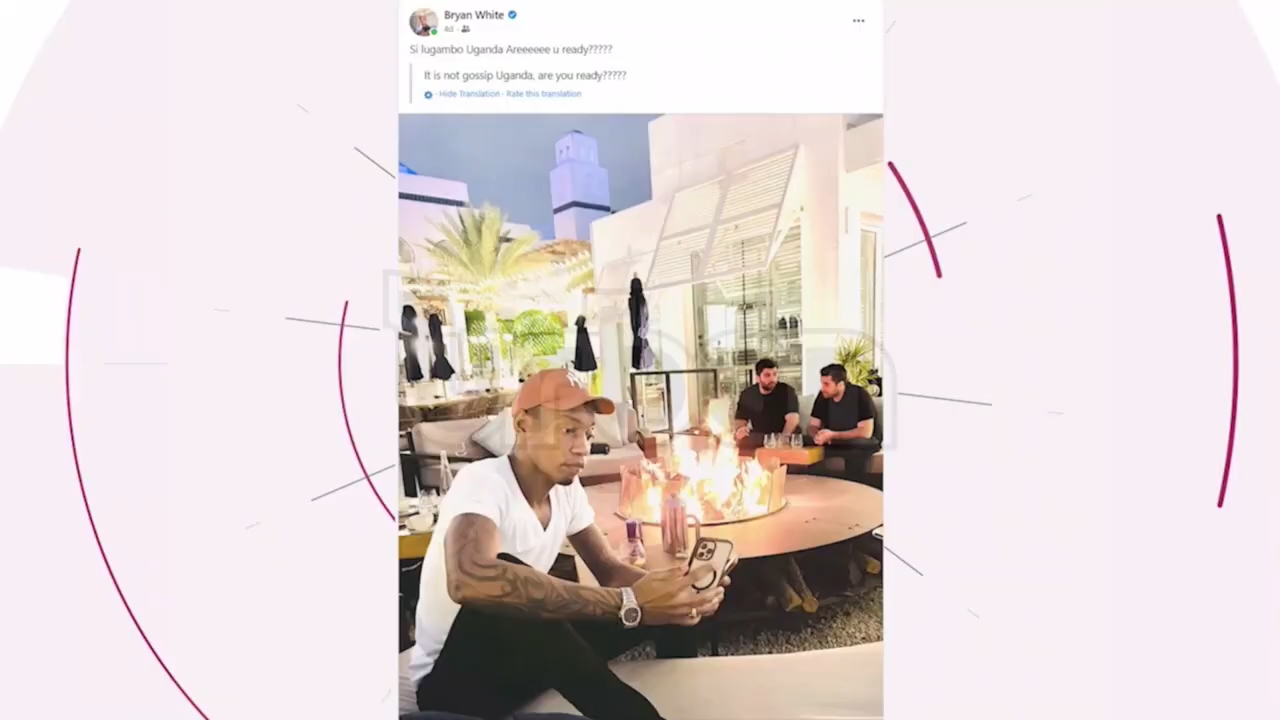 Bryan White
4d ·
Si lugambo Uganda Areeeeee u ready?????
It is not gossip Uganda, are you ready?????
· Hide Translation · Rate this translation